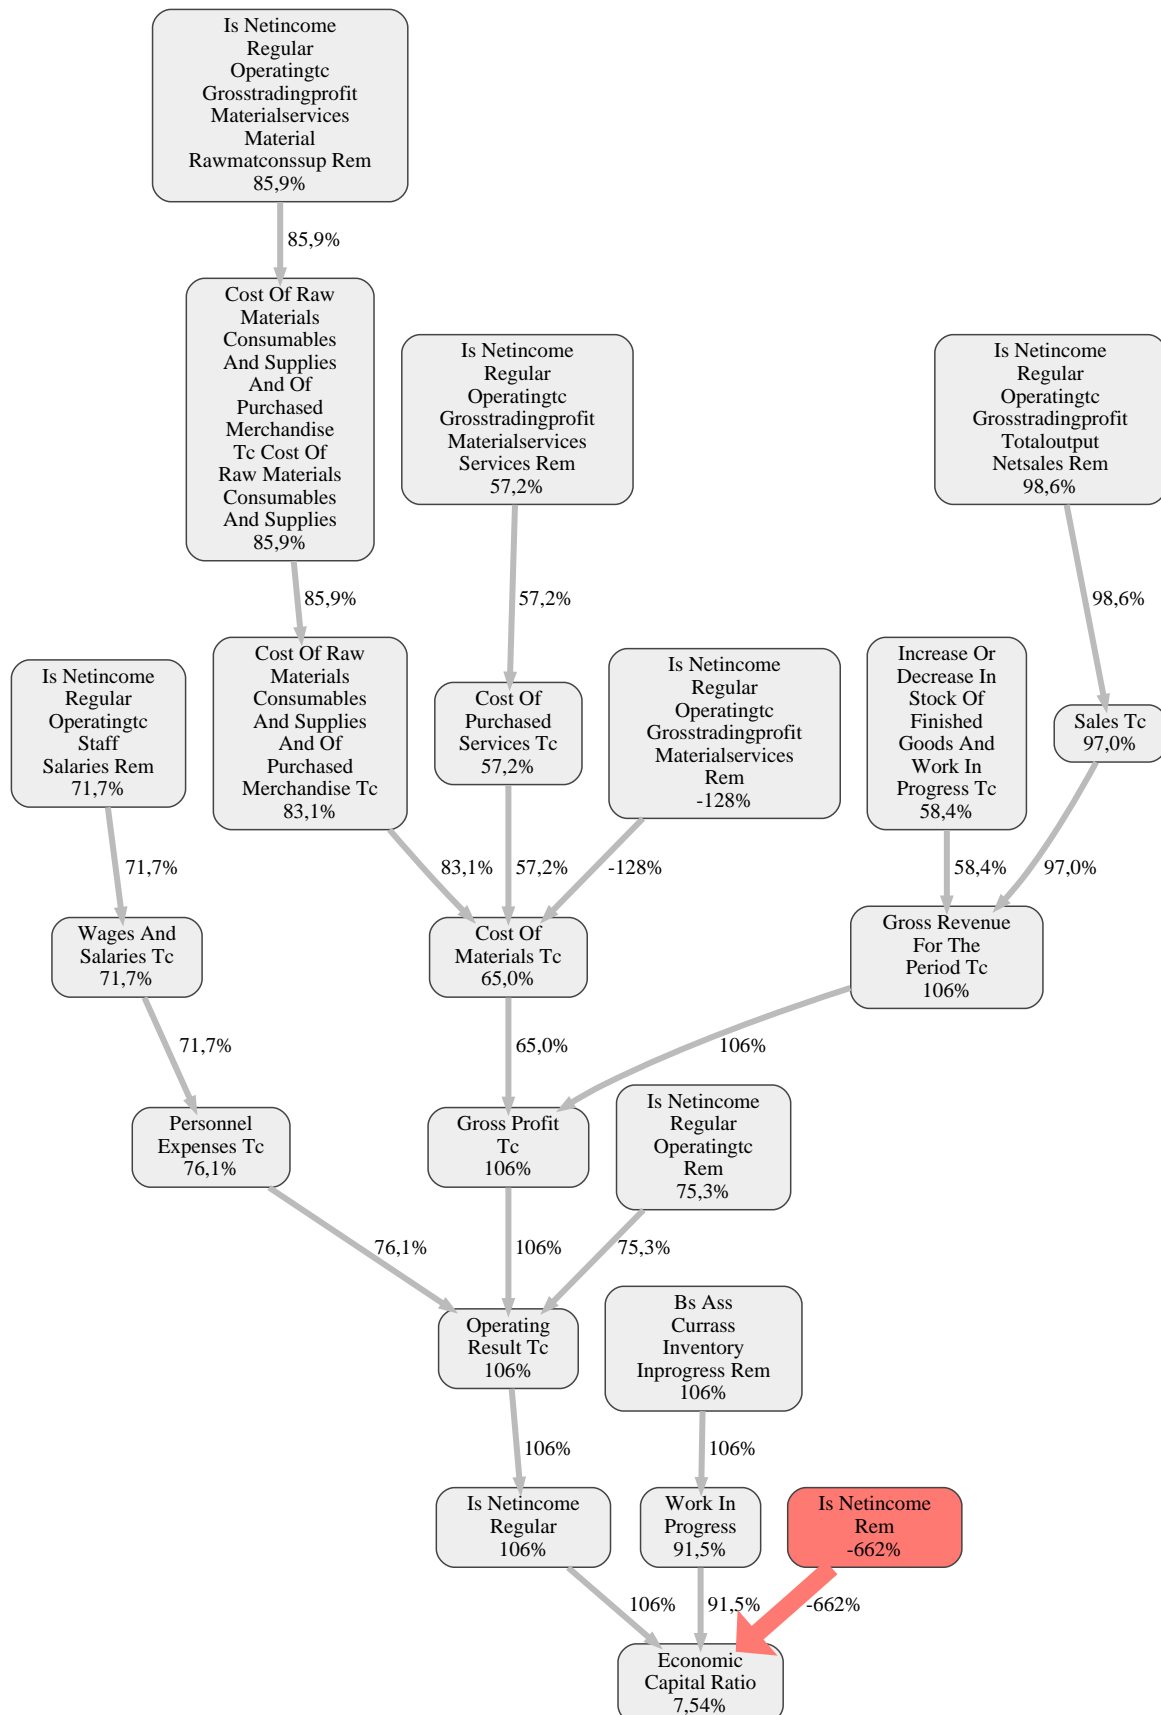 Is Netincome
Regular
Operatingtc
Grosstradingprofit
Materialservices
Material
Rawmatconssup Rem
85,9%
85,9%
Cost Of Raw
Materials
Consumables
And Supplies
And Of
Purchased
Merchandise
Tc Cost Of
Raw Materials
Consumables
And Supplies
85,9%
Is Netincome
Regular
Operatingtc
Grosstradingprofit
Materialservices
Services Rem
57,2%
Is Netincome
Regular
Operatingtc
Grosstradingprofit
Totaloutput
Netsales Rem
98,6%
85,9%
57,2%
98,6%
Is Netincome
Regular
Operatingtc
Staff
Salaries Rem
71,7%
Cost Of Raw
Materials
Consumables
And Supplies
And Of
Purchased
Merchandise Tc
83,1%
Cost Of
Purchased
Services Tc
57,2%
Is Netincome
Regular
Operatingtc
Grosstradingprofit
Materialservices
Rem
-128%
Increase Or
Decrease In
Stock Of
Finished
Goods And
Work In
Progress Tc
58,4%
Sales Tc
97,0%
71,7%
83,1%
57,2%
-128%
58,4%
97,0%
Wages And
Salaries Tc
71,7%
Cost Of
Materials Tc
65,0%
Gross Revenue
For The
Period Tc
106%
71,7%
65,0%
106%
Personnel
Expenses Tc
76,1%
Gross Profit
Tc
106%
Is Netincome
Regular
Operatingtc
Rem
75,3%
76,1%
106%
75,3%
Operating
Result Tc
106%
Bs Ass
Currass
Inventory
Inprogress Rem
106%
106%
106%
Is Netincome
Regular
106%
Work In
Progress
91,5%
Is Netincome
Rem
-662%
106%
91,5%
-662%
Economic
Capital Ratio
7,54%